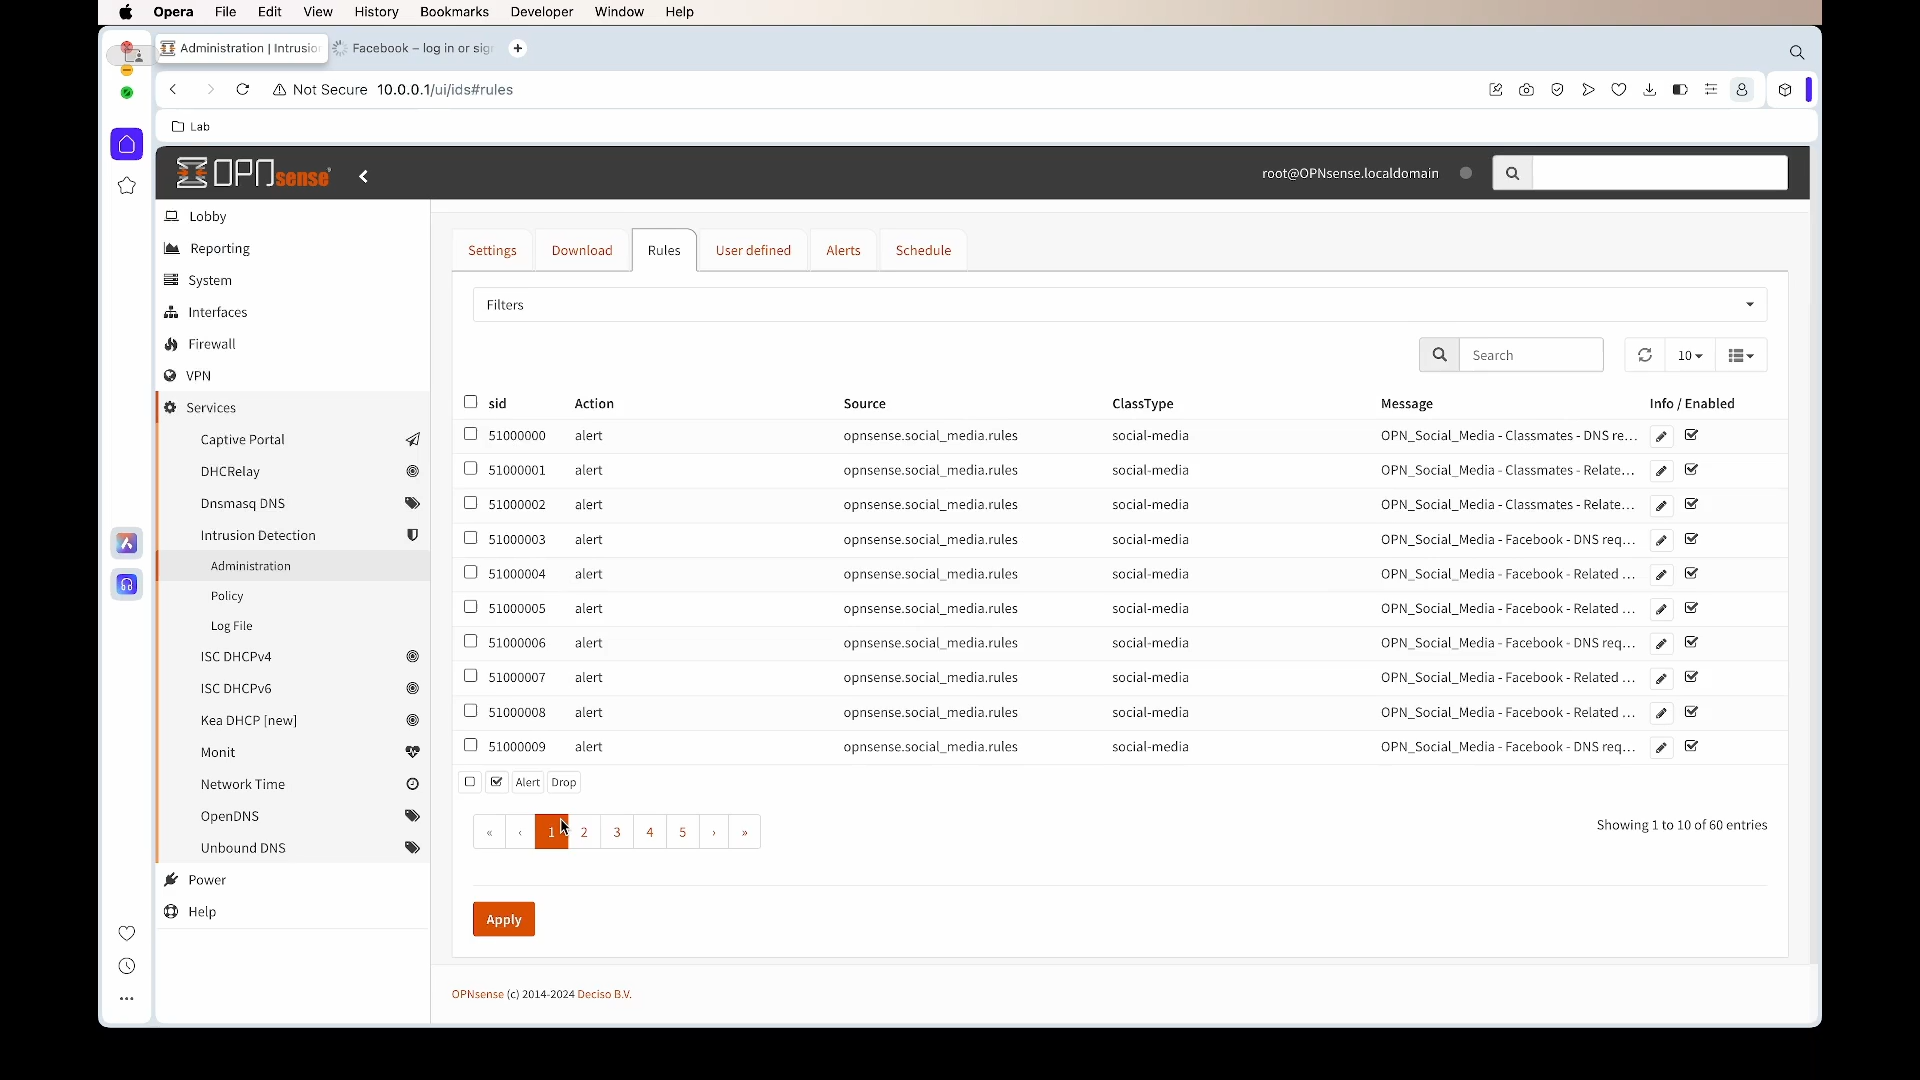 Opera File Edit View History Bookmarks Developer Window Help
Administration | Intrusion
Facebook – log in or sig
Not Secure 10.0.0.1/ui/ids#rules
Lab
OPNsense
root@OPNsense.localdomain
Lobby
Reporting
System
Interfaces
Firewall
VPN
Services
Captive Portal
DHCRelay
Dnsmasq DNS
Intrusion Detection
Administration
Policy
Log File
ISC DHCPv4
ISC DHCPv6
Kea DHCP [new]
Monit
Network Time
OpenDNS
Unbound DNS
Power
Help
Settings Download Rules User defined Alerts Schedule
Filters
Search 10
sid Action Source ClassType Message Info / Enabled
51000000 alert opnsense.social_media.rules social-media OPN_Social_Media - Classmates - DNS re...
51000001 alert opnsense.social_media.rules social-media OPN_Social_Media - Classmates - Relate...
51000002 alert opnsense.social_media.rules social-media OPN_Social_Media - Classmates - Relate...
51000003 alert opnsense.social_media.rules social-media OPN_Social_Media - Facebook - DNS req...
51000004 alert opnsense.social_media.rules social-media OPN_Social_Media - Facebook - Related ...
51000005 alert opnsense.social_media.rules social-media OPN_Social_Media - Facebook - Related ...
51000006 alert opnsense.social_media.rules social-media OPN_Social_Media - Facebook - DNS req...
51000007 alert opnsense.social_media.rules social-media OPN_Social_Media - Facebook - Related ...
51000008 alert opnsense.social_media.rules social-media OPN_Social_Media - Facebook - Related ...
51000009 alert opnsense.social_media.rules social-media OPN_Social_Media - Facebook - DNS req...
Alert Drop
« ‹ 1 2 3 4 5 › »
Showing 1 to 10 of 60 entries
Apply
OPNsense (c) 2014-2024 Deciso B.V.